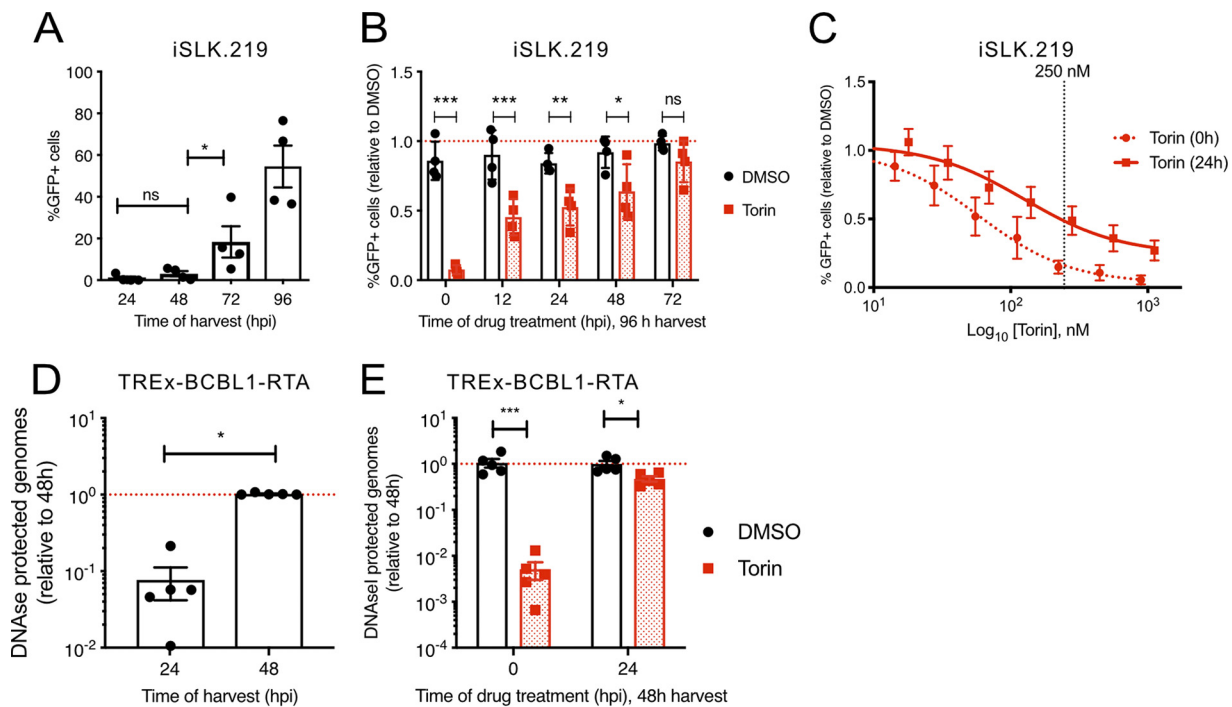 A
iSLK.219
%GFP+ cells
100
80
60
40
20
0
ns
*
24
48
72
96
Time of harvest (hpi)
B
iSLK.219
%GFP+ cells (relative to DMSO)
1.5
1.0
0.5
0.0
***
***
**
*
ns
DMSO
Torin
0
12
24
48
72
Time of drug treatment (hpi), 96 h harvest
C
iSLK.219
250 nM
% GFP+ cells (relative to DMSO)
1.5
1.0
0.5
0.0
Torin (0h)
Torin (24h)
10¹
10²
10³
Log₁₀ [Torin], nM
D
TREx-BCBL1-RTA
DNAse protected genomes
(relative to 48h)
10¹
10⁰
10⁻¹
10⁻²
*
24
48
Time of harvest (hpi)
E
TREx-BCBL1-RTA
DNAseI protected genomes
(relative to 48h)
10¹
10⁰
10⁻¹
10⁻²
10⁻³
10⁻⁴
***
*
DMSO
Torin
0
24
Time of drug treatment (hpi), 48h harvest